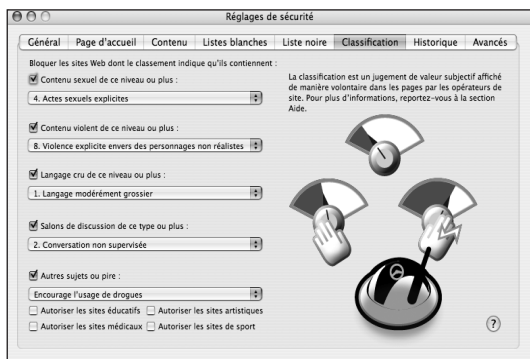 Réglages de sécurité
Général Page d'accueil Contenu Listes blanches Liste noire Classification Historique Avancés
Bloquer les sites Web dont le classement indique qu'ils contiennent :
Contenu sexuel de ce niveau ou plus :
4. Actes sexuels explicites
Contenu violent de ce niveau ou plus :
8. Violence explicite envers des personnages non réalistes
Langage cru de ce niveau ou plus :
1. Langage modérément grossier
Salons de discussion de ce type ou plus :
2. Conversation non supervisée
Autres sujets ou pire :
Encourage l'usage de drogues
Autoriser les sites éducatifs Autoriser les sites artistiques
Autoriser les sites médicaux Autoriser les sites de sport
La classification est un jugement de valeur subjectif affiché
de manière volontaire dans les pages par les opérateurs de
site. Pour plus d'informations, reportez-vous à la section
Aide.
?